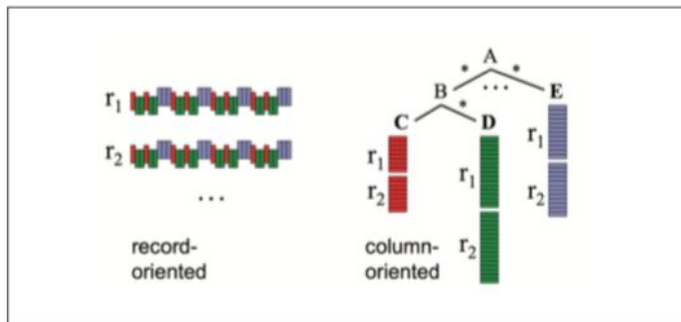 r1
r2
...
record-
oriented
A
* *
B ... E
*
C D
r1
r2
r1
r2
r1
r2
column-
oriented